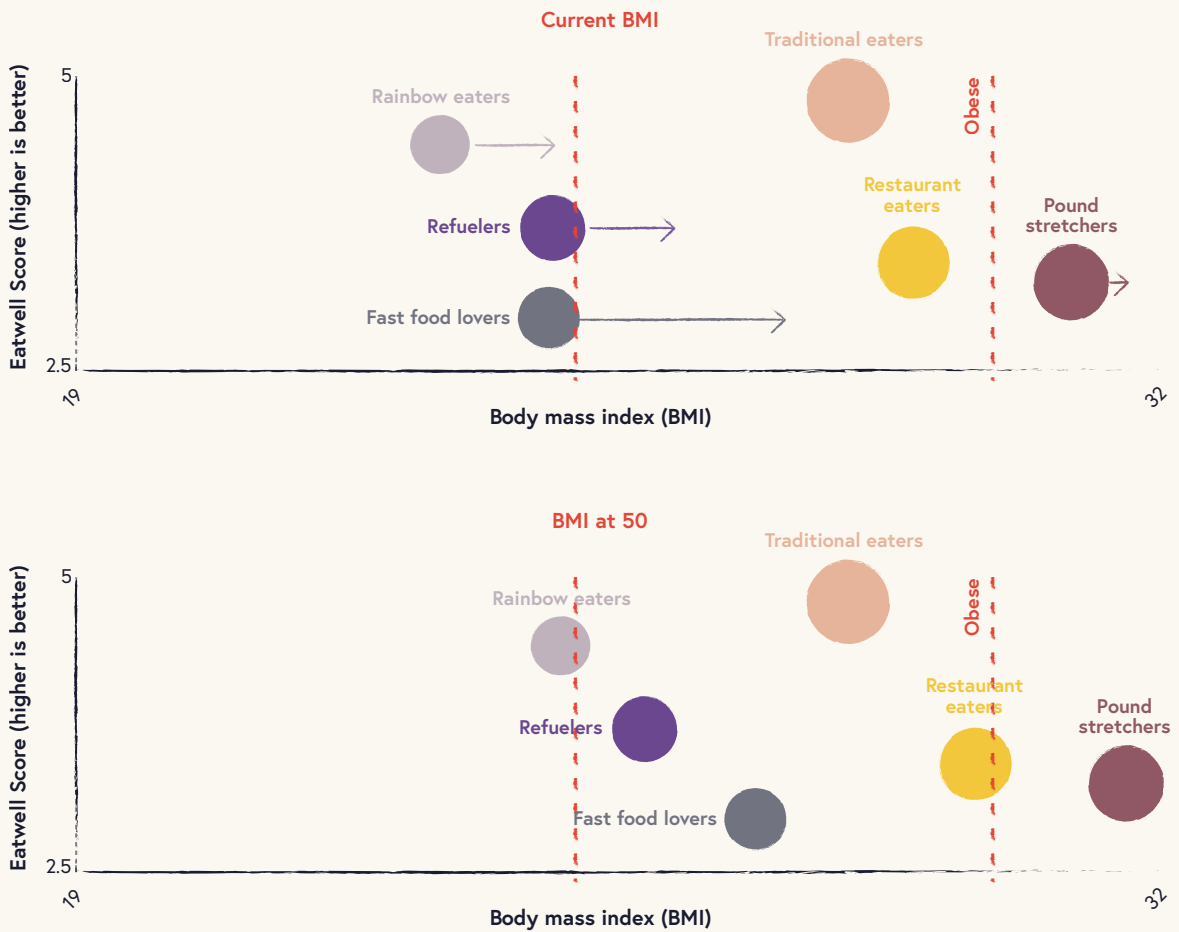 Current BMI
Traditional eaters
5
Rainbow eaters
Obese
Restaurant
eaters
Pound
stretchers
Refuelers
Fast food lovers
Eatwell Score (higher is better)
2.5
19
32
Body mass index (BMI)
BMI at 50
Traditional eaters
5
Rainbow eaters
Obese
Restaurant
eaters
Pound
stretchers
Refuelers
Fast food lovers
Eatwell Score (higher is better)
2.5
19
32
Body mass index (BMI)